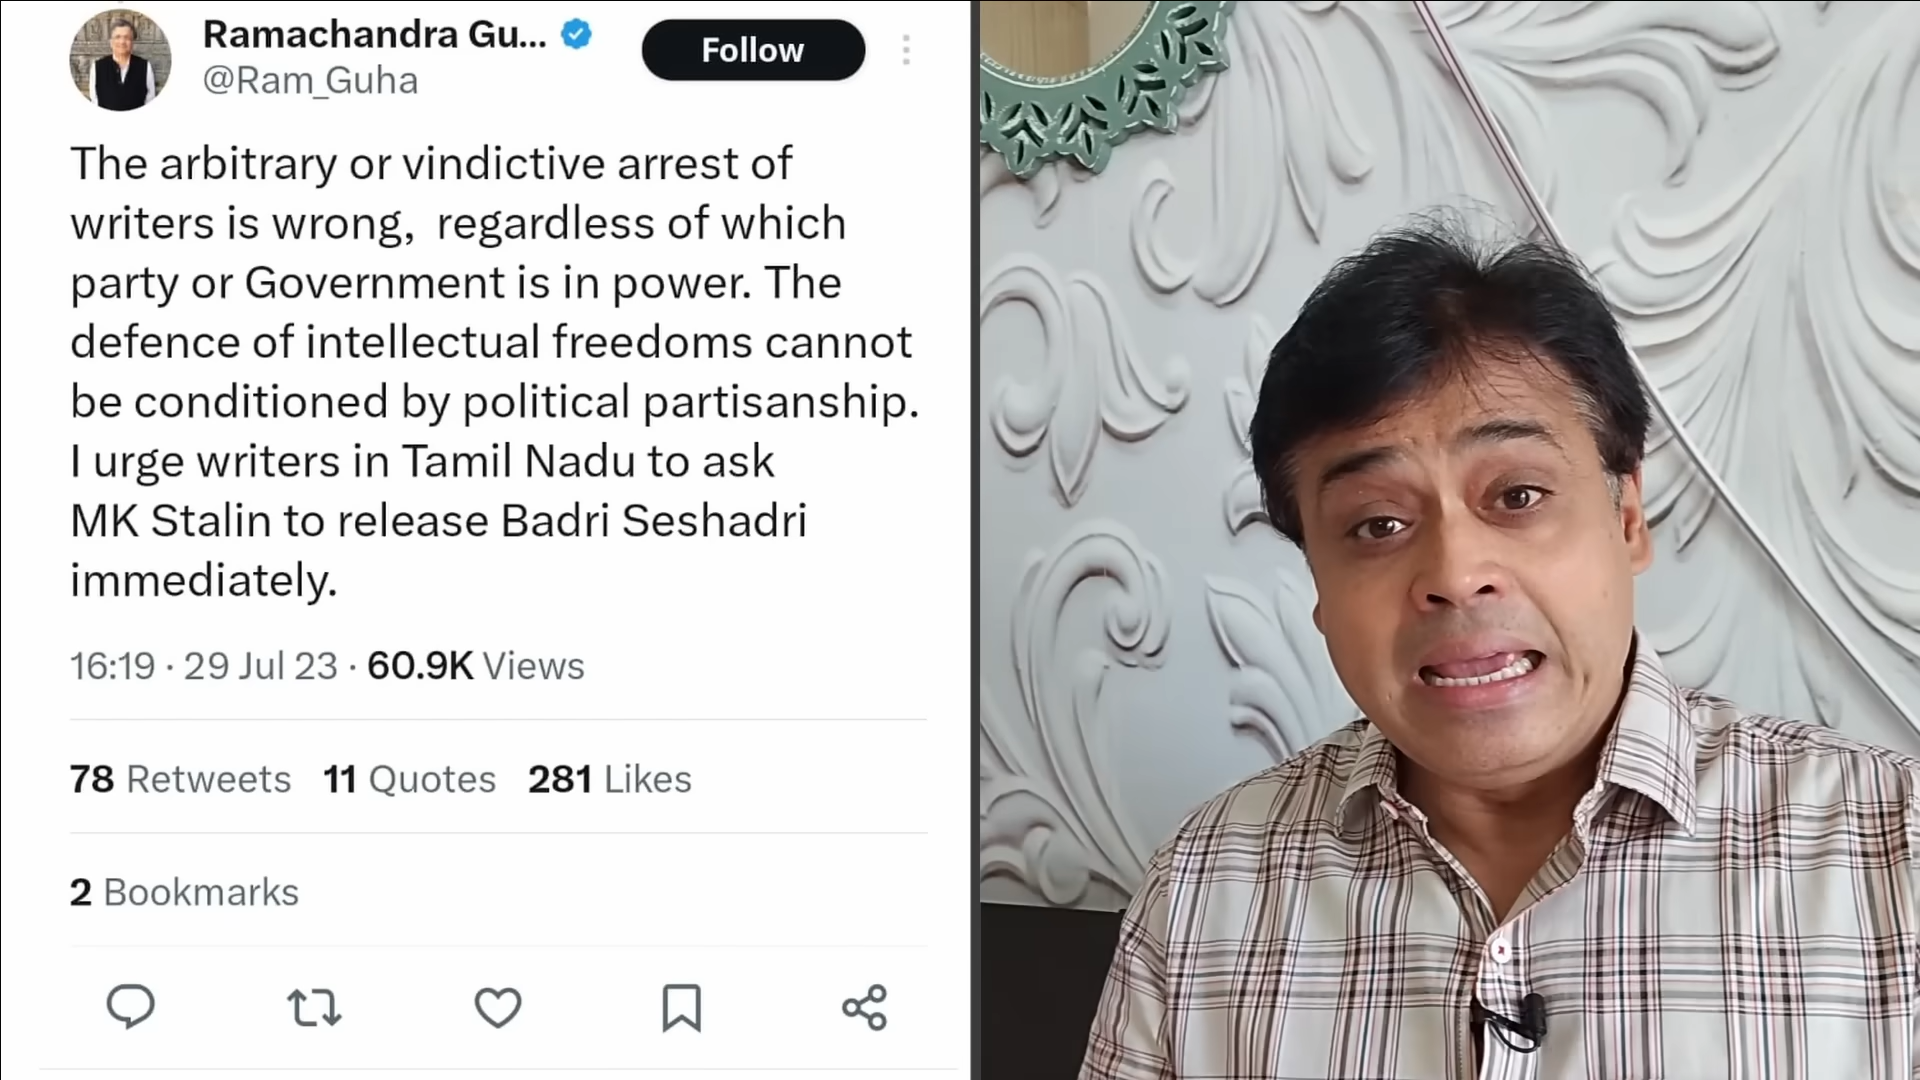 Ramachandra Gu...
Follow
@Ram_Guha
The arbitrary or vindictive arrest of
writers is wrong,  regardless of which
party or Government is in power. The
defence of intellectual freedoms cannot
be conditioned by political partisanship.
I urge writers in Tamil Nadu to ask
MK Stalin to release Badri Seshadri
immediately.
16:19 · 29 Jul 23 · 60.9K Views
78 Retweets 11 Quotes 281 Likes
2 Bookmarks